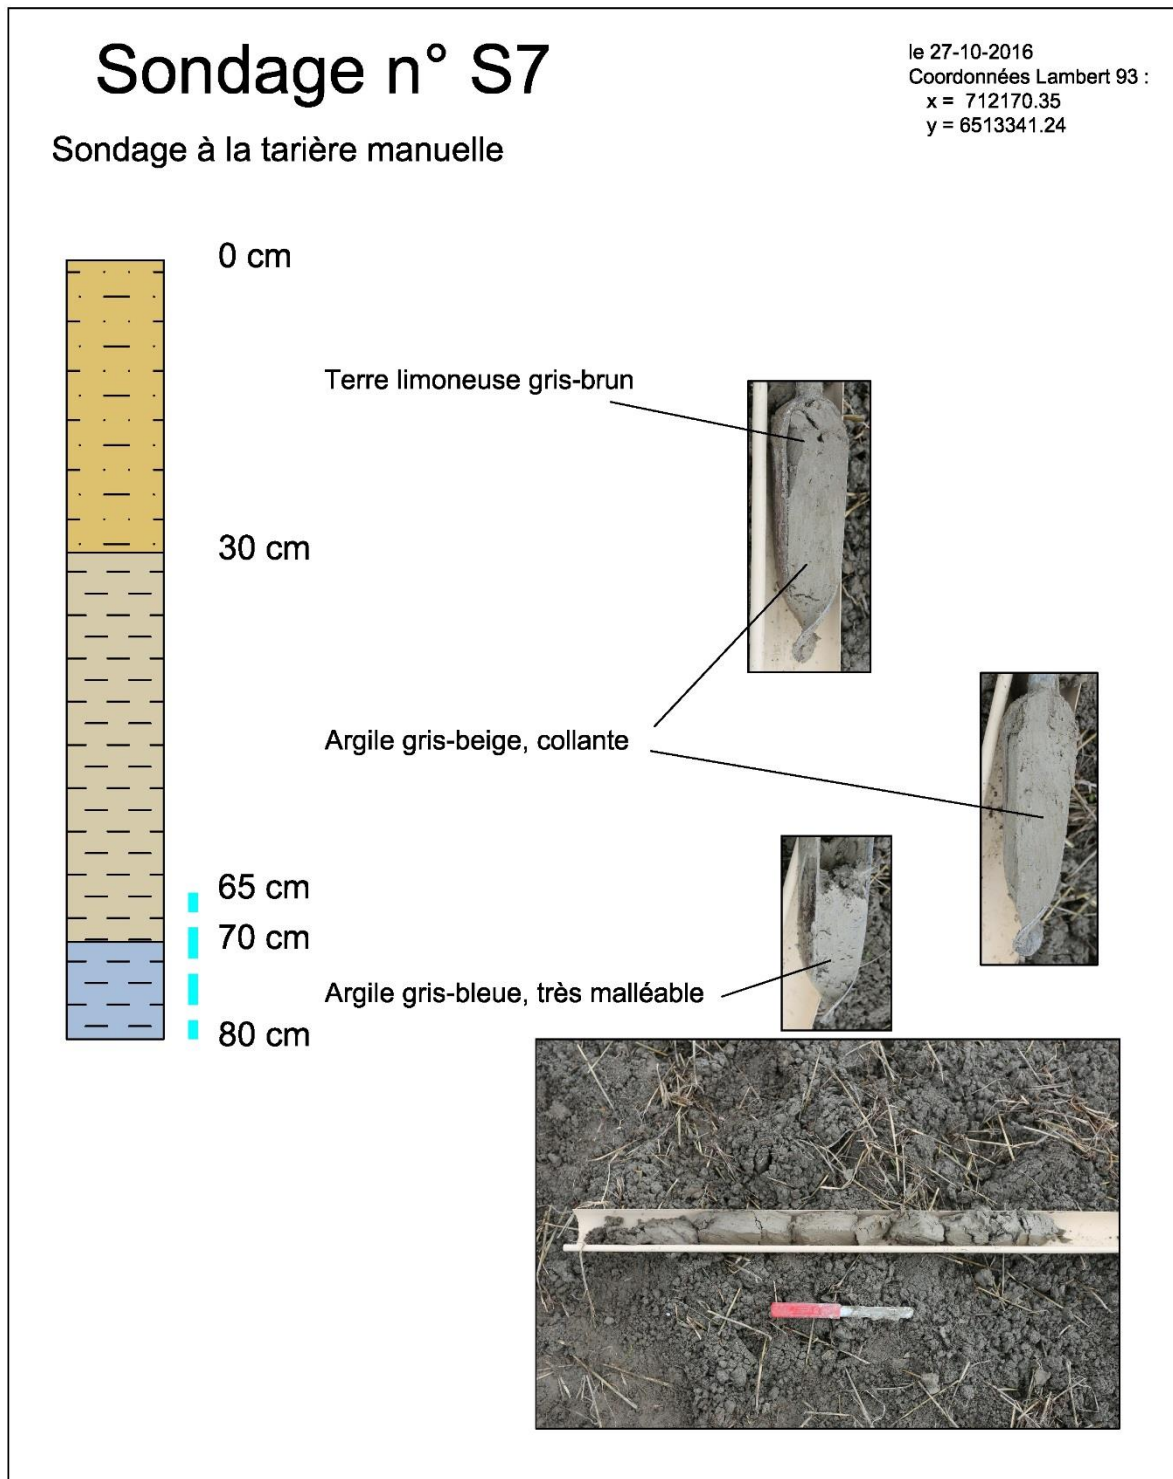 Sondage n° S7
le 27-10-2016
Coordonnées Lambert 93 :
x = 712170.35
y = 6513341.24
Sondage à la tarière manuelle
0 cm
Terre limoneuse gris-brun
30 cm
Argile gris-beige, collante
65 cm
70 cm
Argile gris-bleue, très malléable
80 cm